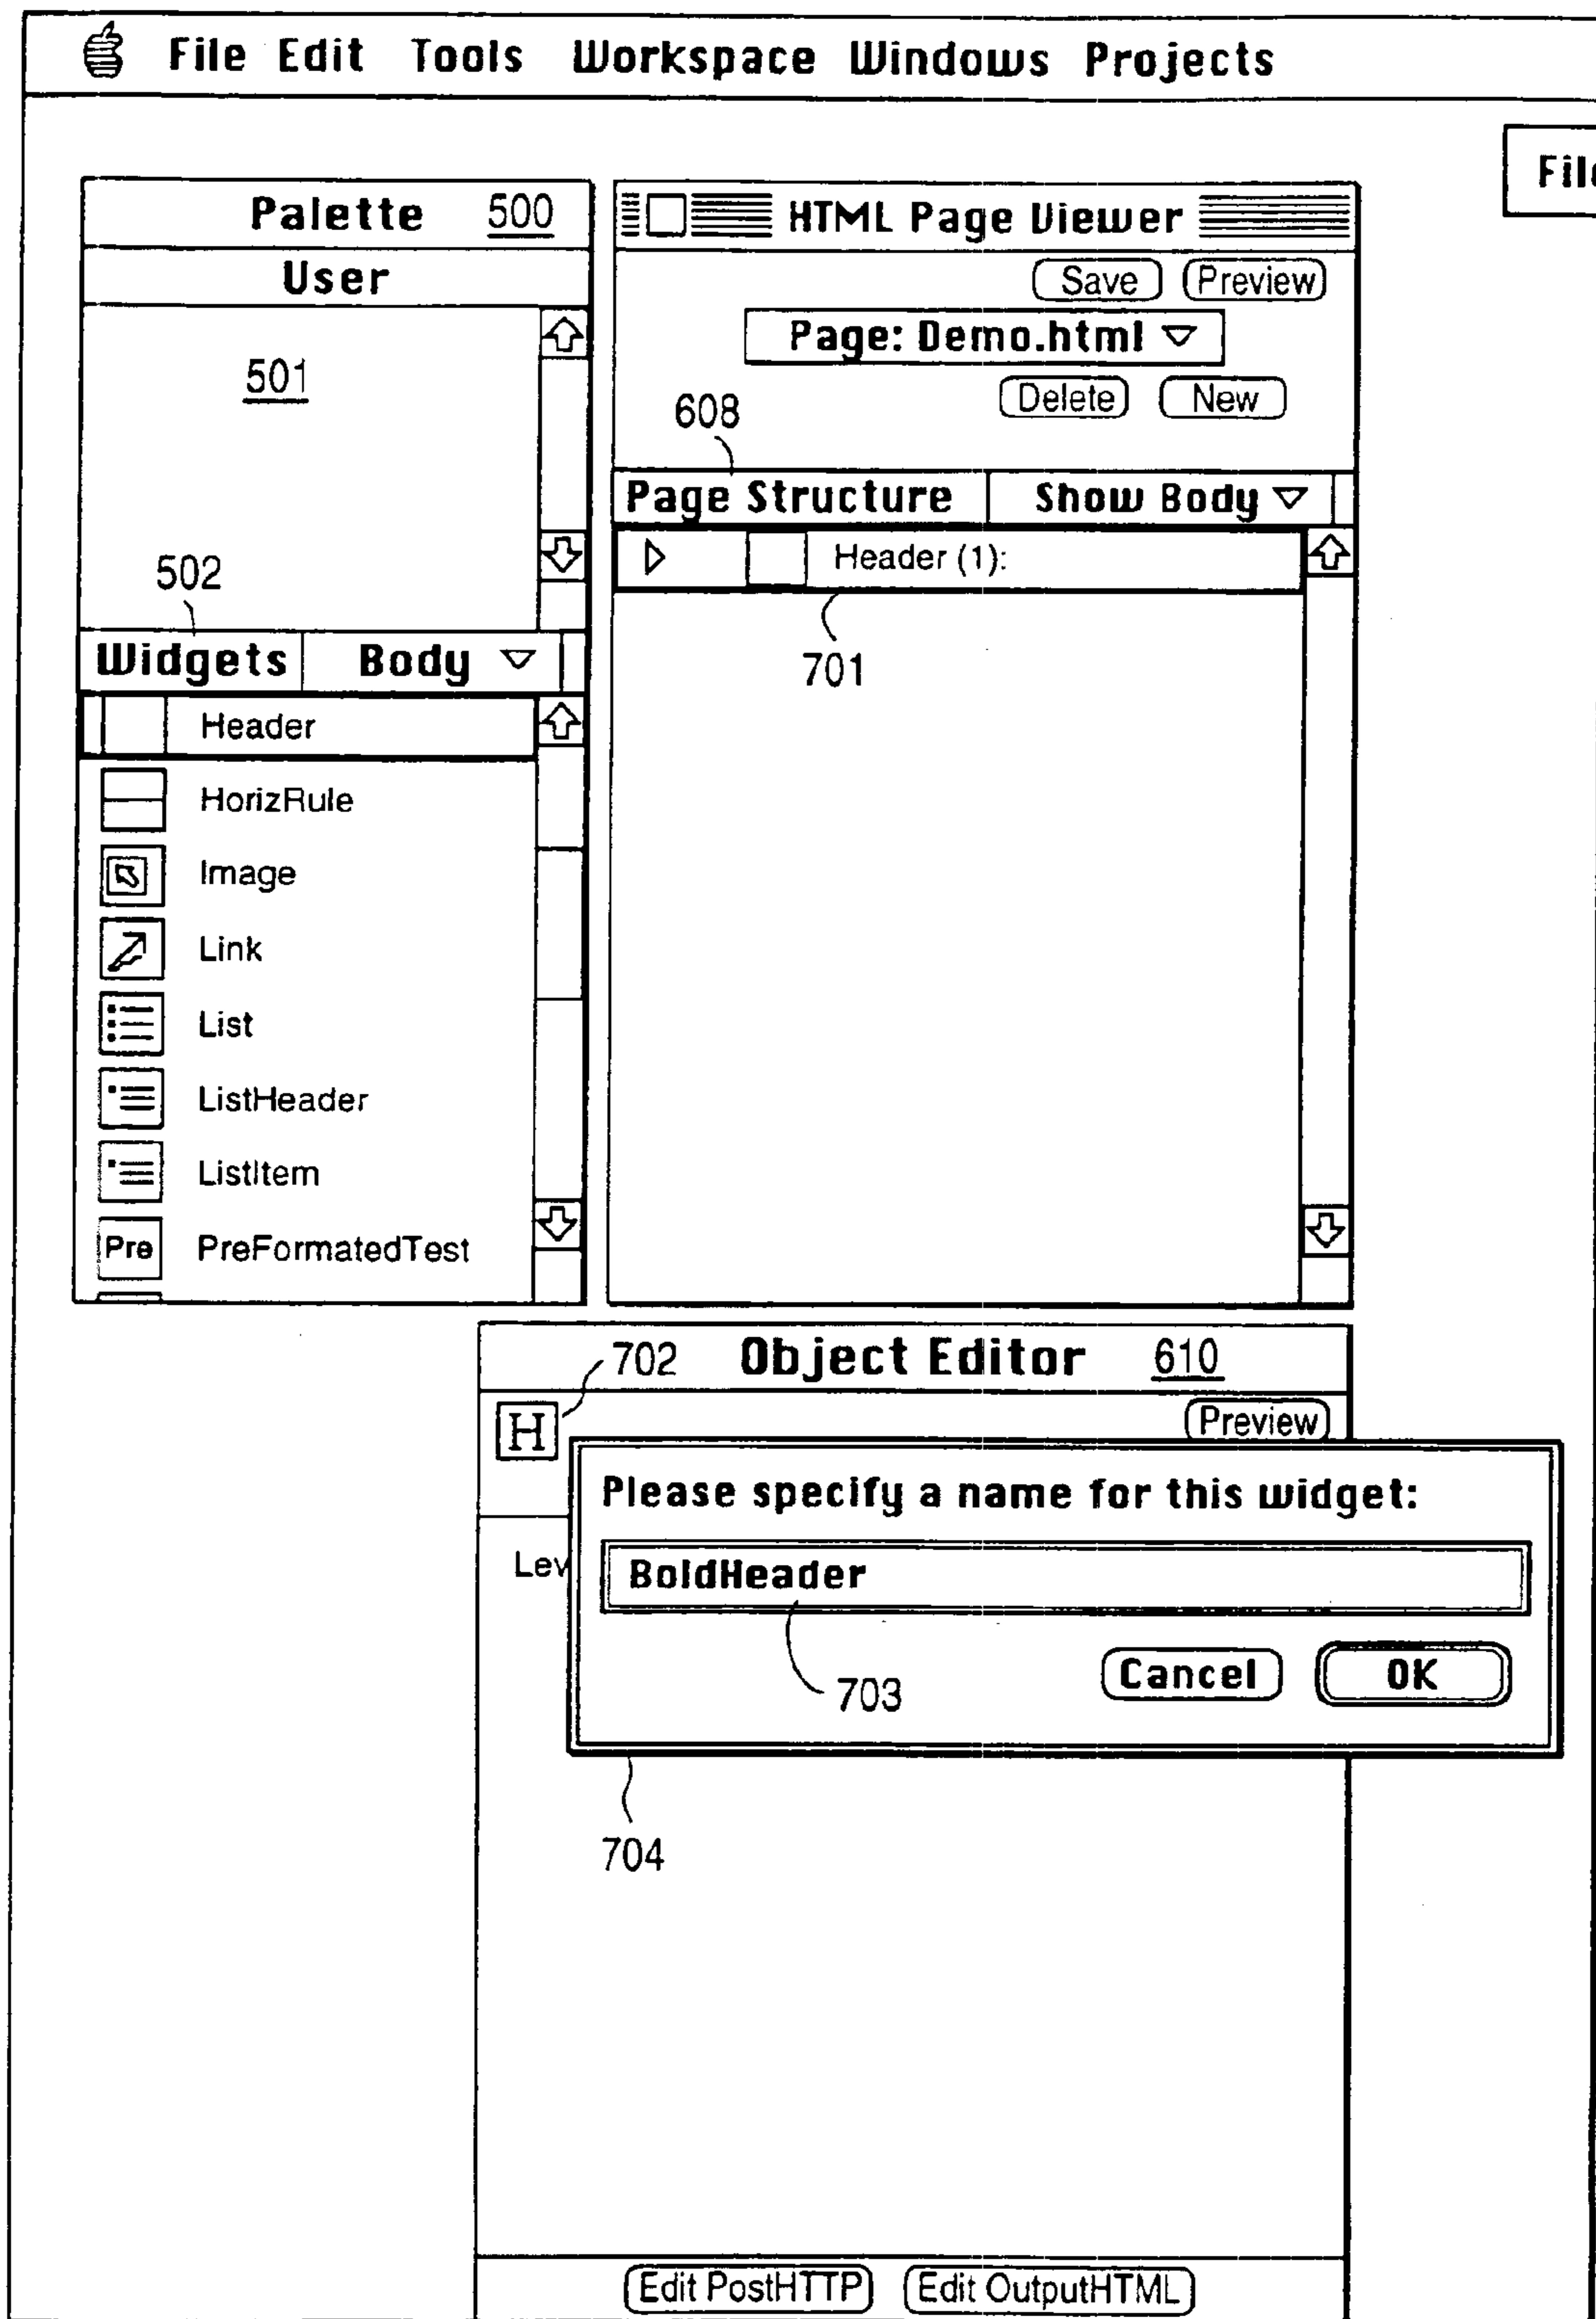 File Edit Tools Workspace Windows Projects
File
Palette 500
User
501
502
Widgets Body
Header
HorizRule
Image
Link
List
ListHeader
ListItem
Pre PreFormatedTest
HTML Page Viewer
Save Preview
Page: Demo.html
Delete New
608
Page Structure Show Body
Header (1):
701
702 Object Editor 610
H Preview
Please specify a name for this widget:
Lev
BoldHeader
703
Cancel OK
704
Edit PostHTTP Edit OutputHTML